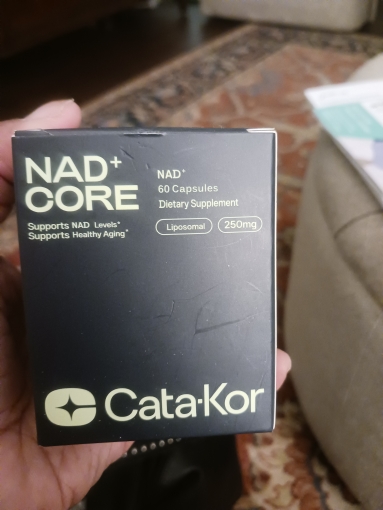 NAD+
CORE
Supports NAD Levels*
Supports Healthy Aging*
NAD+
60 Capsules
Dietary Supplement
Liposomal
250mg
Cata-Kor